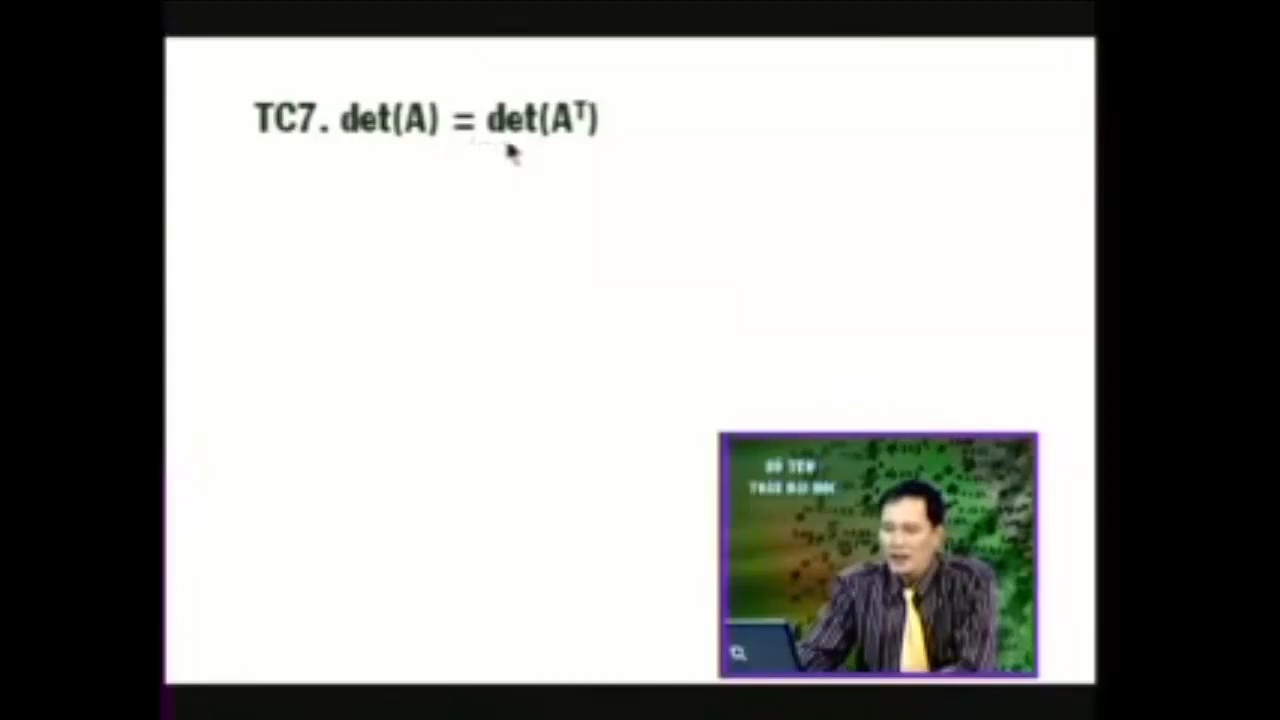 TC7. det(A) = det(Aᵀ)